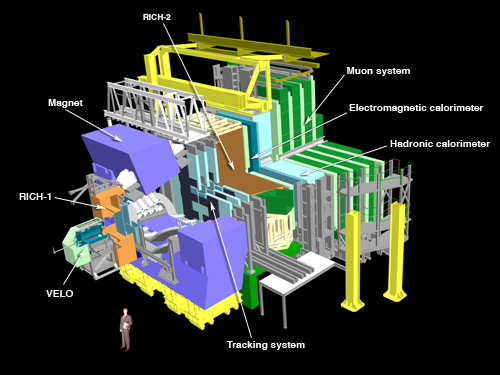 RICH-2
Muon system
Magnet
Electromagnetic calorimeter
Hadronic calorimeter
RICH-1
VELO
Tracking system